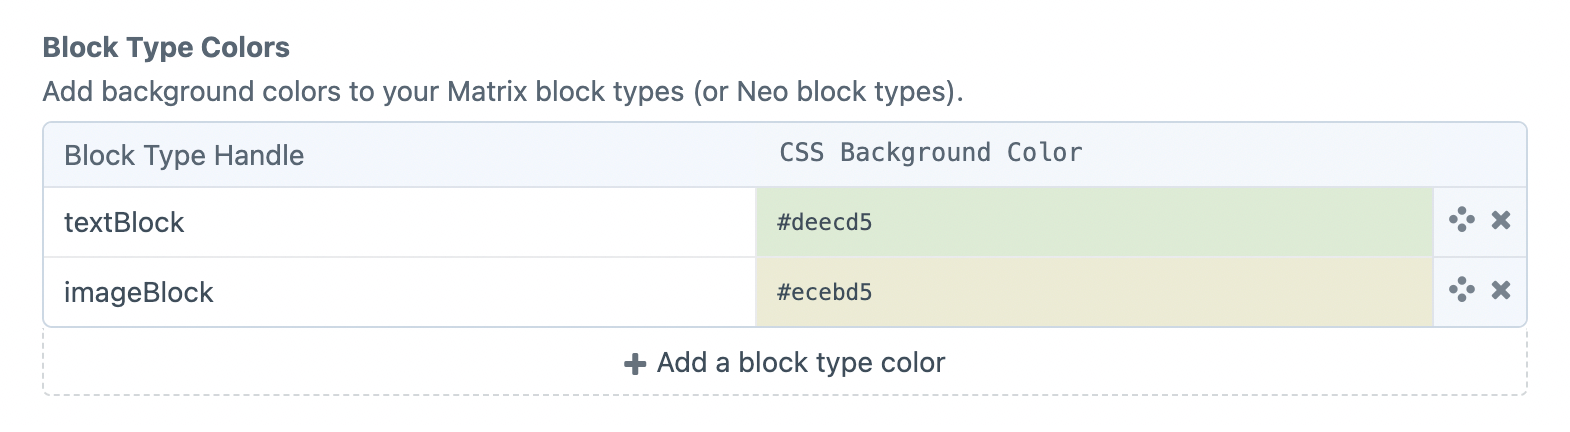 Block Type Colors
Add background colors to your Matrix block types (or Neo block types).
Block Type Handle CSS Background Color
textBlock #deecd5
imageBlock #ecebd5
Add a block type color